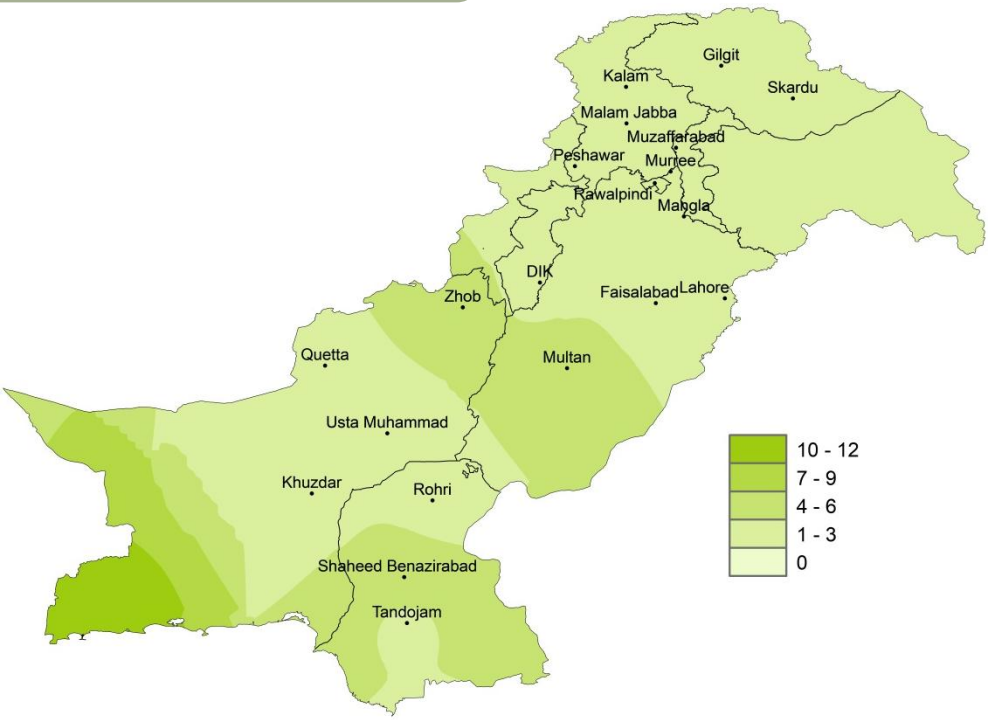 Gilgit
Kalam
Skardu
Malam Jabba
Muzaffarabad
Peshawar
Murree
Rawalpindi
Mangla
DIK
Zhob
Faisalabad
Lahore
Quetta
Multan
Usta Muhammad
Khuzdar
Rohri
Shaheed Benazirabad
Tandojam
10 - 12
7 - 9
4 - 6
1 - 3
0